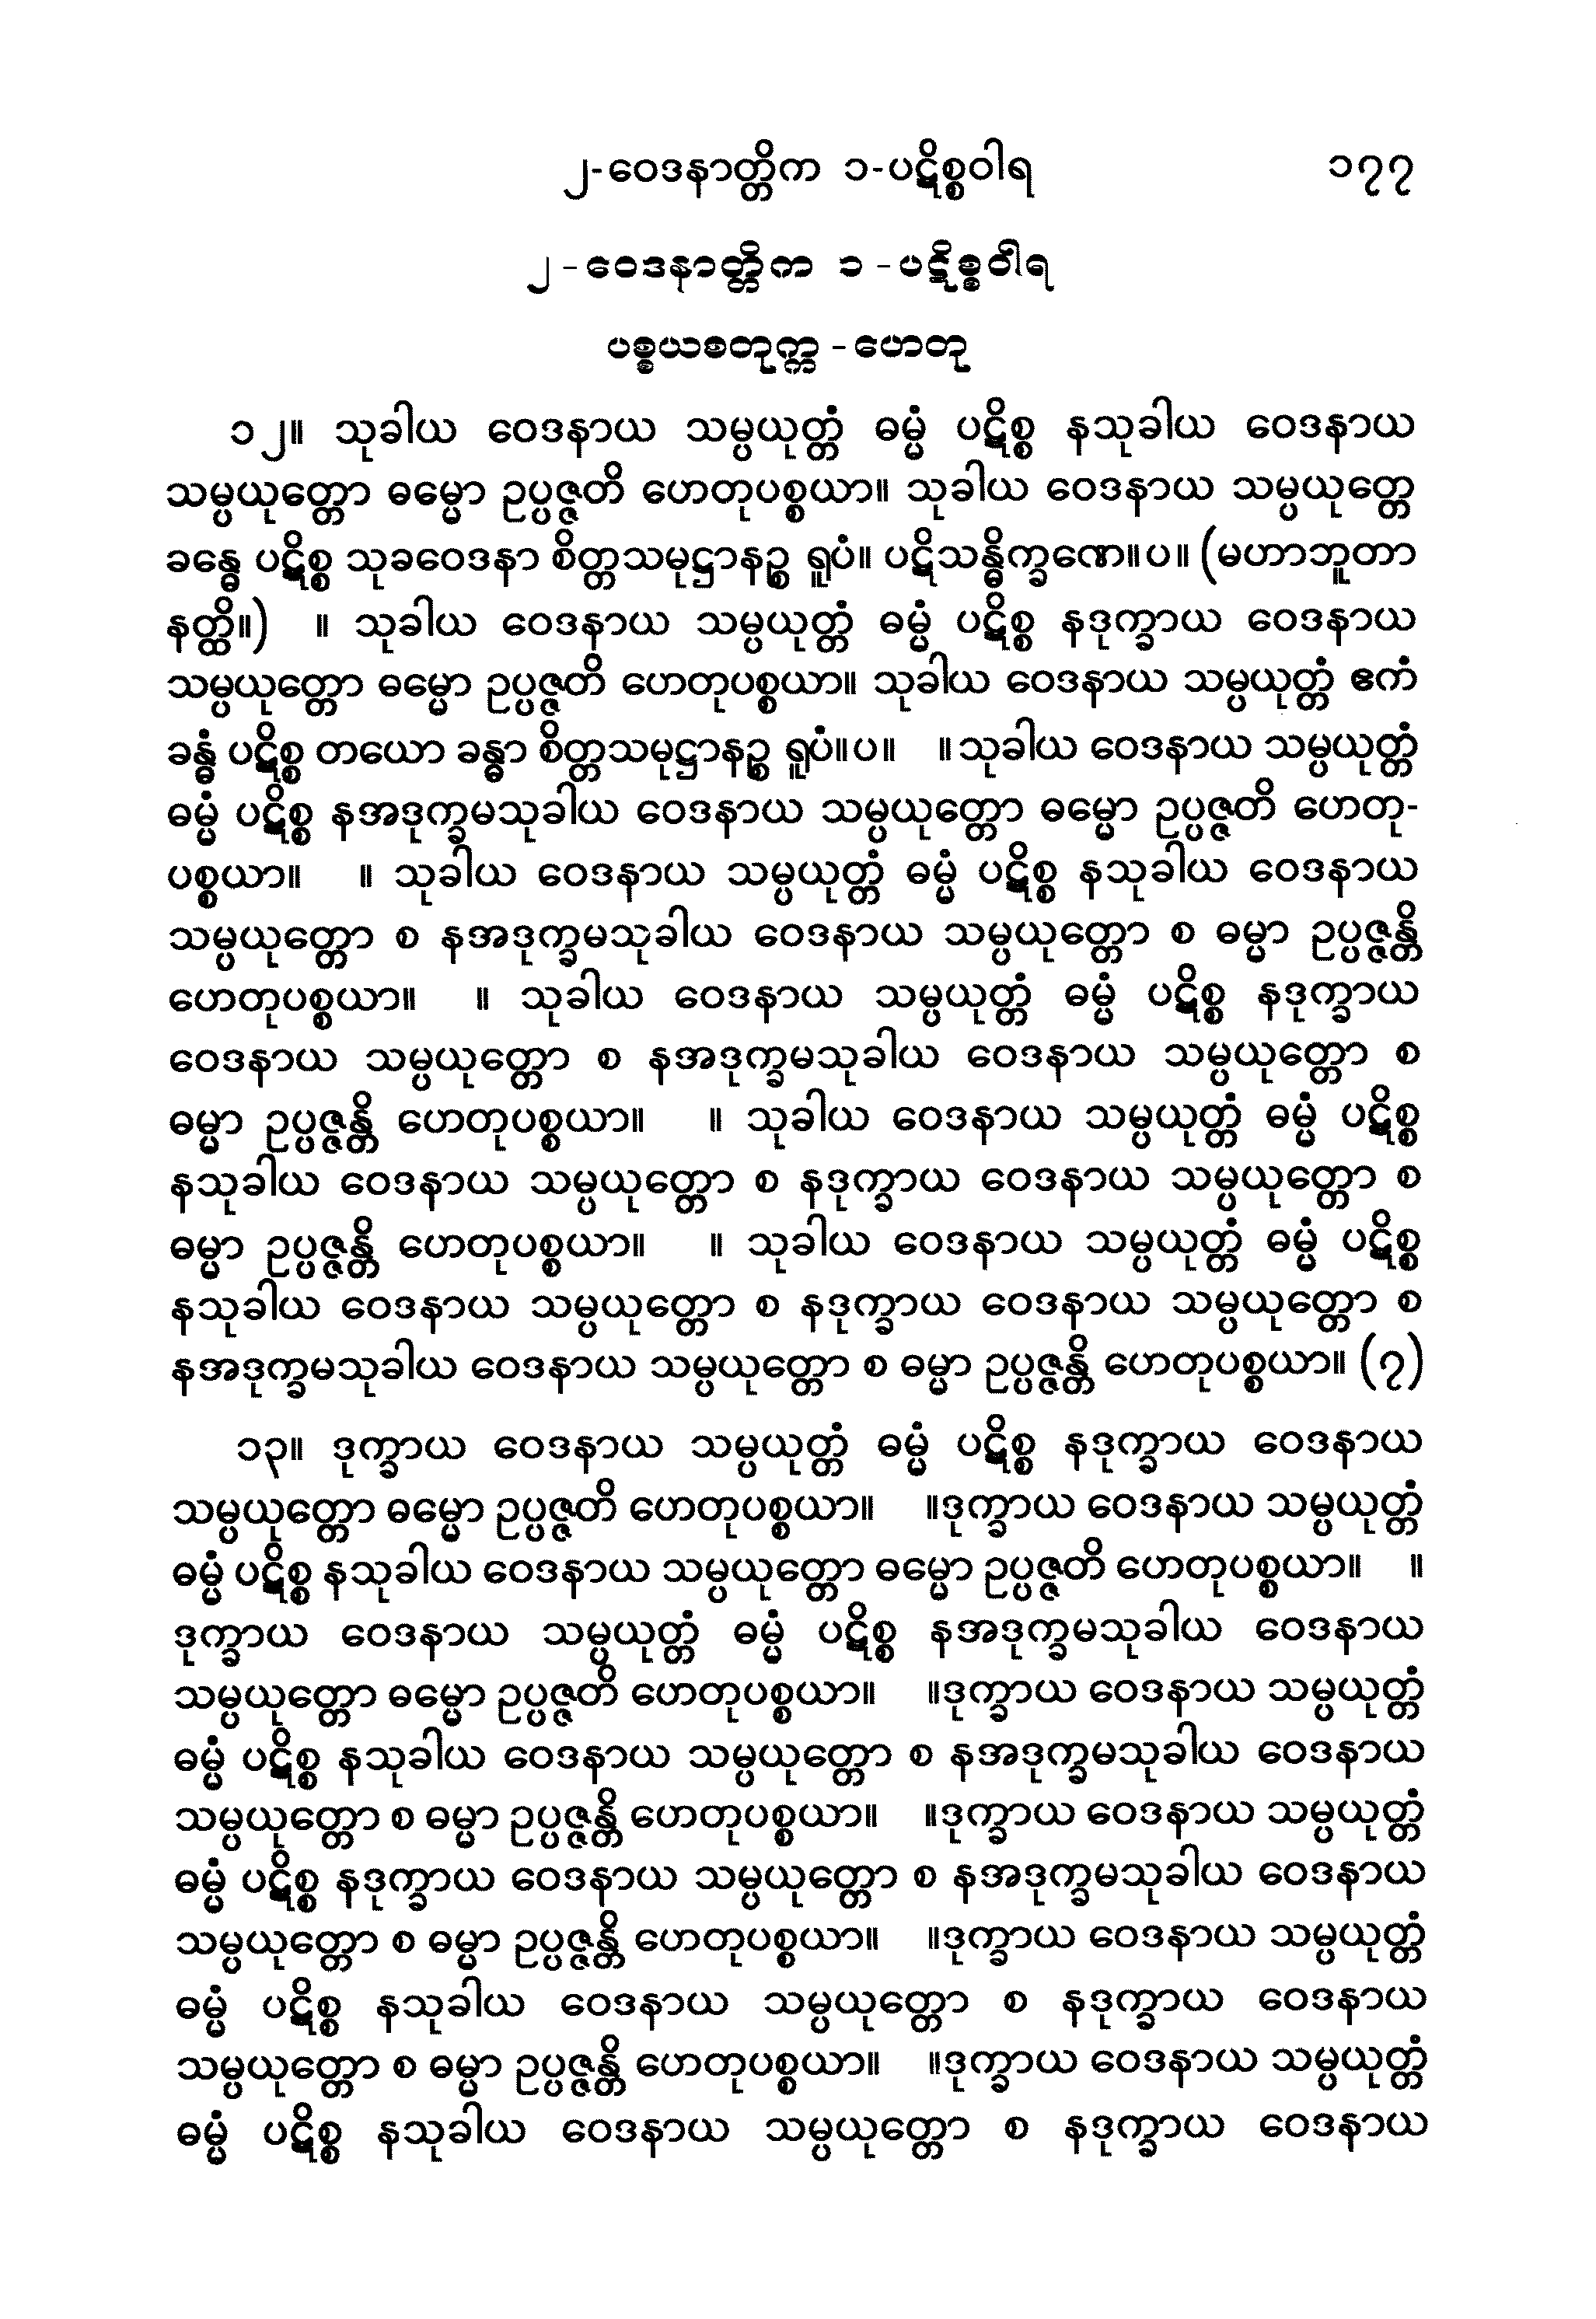 ၂-ဝေဒနာတ္တိက ၁-ပဋိစ္စဝါရ ၁၇၇
၂-ဝေဒနာတ္တိက ၁-ပဋိစ္စဝါရ
ပစ္စယစတုက္က-ဟေတု
၁၂။ သုခါယ ဝေဒနာယ သမ္ပယုတ္တံ ဓမ္မံ ပဋိစ္စ နသုခါယ ဝေဒနာယ
သမ္ပယုတ္တော ဓမ္မော ဥပ္ပဇ္ဇတိ ဟေတုပစ္စယာ။ သုခါယ ဝေဒနာယ သမ္ပယုတ္တေ
ခန္ဓေ ပဋိစ္စ သုခဝေဒနာ စိတ္တသမုဋ္ဌာနဉ္စ ရူပံ။ ပဋိသန္ဓိက္ခဏေ။ပ။ (မဟာဘူတာ
နတ္ထိ။) ။ သုခါယ ဝေဒနာယ သမ္ပယုတ္တံ ဓမ္မံ ပဋိစ္စ နဒုက္ခာယ ဝေဒနာယ
သမ္ပယုတ္တော ဓမ္မော ဥပ္ပဇ္ဇတိ ဟေတုပစ္စယာ။ သုခါယ ဝေဒနာယ သမ္ပယုတ္တံ ဧကံ
ခန္ဓံ ပဋိစ္စ တယော ခန္ဓာ စိတ္တသမုဋ္ဌာနဉ္စ ရူပံ။ပ။ ။သုခါယ ဝေဒနာယ သမ္ပယုတ္တံ
ဓမ္မံ ပဋိစ္စ နအဒုက္ခမသုခါယ ဝေဒနာယ သမ္ပယုတ္တော ဓမ္မော ဥပ္ပဇ္ဇတိ ဟေတု-
ပစ္စယာ။ ။ သုခါယ ဝေဒနာယ သမ္ပယုတ္တံ ဓမ္မံ ပဋိစ္စ နသုခါယ ဝေဒနာယ
သမ္ပယုတ္တော စ နအဒုက္ခမသုခါယ ဝေဒနာယ သမ္ပယုတ္တော စ ဓမ္မာ ဥပ္ပဇ္ဇန္တိ
ဟေတုပစ္စယာ။ ။ သုခါယ ဝေဒနာယ သမ္ပယုတ္တံ ဓမ္မံ ပဋိစ္စ နဒုက္ခာယ
ဝေဒနာယ သမ္ပယုတ္တော စ နအဒုက္ခမသုခါယ ဝေဒနာယ သမ္ပယုတ္တော စ
ဓမ္မာ ဥပ္ပဇ္ဇန္တိ ဟေတုပစ္စယာ။ ။ သုခါယ ဝေဒနာယ သမ္ပယုတ္တံ ဓမ္မံ ပဋိစ္စ
နသုခါယ ဝေဒနာယ သမ္ပယုတ္တော စ နဒုက္ခာယ ဝေဒနာယ သမ္ပယုတ္တော စ
ဓမ္မာ ဥပ္ပဇ္ဇန္တိ ဟေတုပစ္စယာ။ ။ သုခါယ ဝေဒနာယ သမ္ပယုတ္တံ ဓမ္မံ ပဋိစ္စ
နသုခါယ ဝေဒနာယ သမ္ပယုတ္တော စ နဒုက္ခာယ ဝေဒနာယ သမ္ပယုတ္တော စ
နအဒုက္ခမသုခါယ ဝေဒနာယ သမ္ပယုတ္တော စ ဓမ္မာ ဥပ္ပဇ္ဇန္တိ ဟေတုပစ္စယာ။ (၇)
၁၃။ ဒုက္ခာယ ဝေဒနာယ သမ္ပယုတ္တံ ဓမ္မံ ပဋိစ္စ နဒုက္ခာယ ဝေဒနာယ
သမ္ပယုတ္တော ဓမ္မော ဥပ္ပဇ္ဇတိ ဟေတုပစ္စယာ။ ။ဒုက္ခာယ ဝေဒနာယ သမ္ပယုတ္တံ
ဓမ္မံ ပဋိစ္စ နသုခါယ ဝေဒနာယ သမ္ပယုတ္တော ဓမ္မော ဥပ္ပဇ္ဇတိ ဟေတုပစ္စယာ။ ။
ဒုက္ခာယ ဝေဒနာယ သမ္ပယုတ္တံ ဓမ္မံ ပဋိစ္စ နအဒုက္ခမသုခါယ ဝေဒနာယ
သမ္ပယုတ္တော ဓမ္မော ဥပ္ပဇ္ဇတိ ဟေတုပစ္စယာ။ ။ဒုက္ခာယ ဝေဒနာယ သမ္ပယုတ္တံ
ဓမ္မံ ပဋိစ္စ နသုခါယ ဝေဒနာယ သမ္ပယုတ္တော စ နအဒုက္ခမသုခါယ ဝေဒနာယ
သမ္ပယုတ္တော စ ဓမ္မာ ဥပ္ပဇ္ဇန္တိ ဟေတုပစ္စယာ။ ။ဒုက္ခာယ ဝေဒနာယ သမ္ပယုတ္တံ
ဓမ္မံ ပဋိစ္စ နဒုက္ခာယ ဝေဒနာယ သမ္ပယုတ္တော စ နအဒုက္ခမသုခါယ ဝေဒနာယ
သမ္ပယုတ္တော စ ဓမ္မာ ဥပ္ပဇ္ဇန္တိ ဟေတုပစ္စယာ။ ။ဒုက္ခာယ ဝေဒနာယ သမ္ပယုတ္တံ
ဓမ္မံ ပဋိစ္စ နသုခါယ ဝေဒနာယ သမ္ပယုတ္တော စ နဒုက္ခာယ ဝေဒနာယ
သမ္ပယုတ္တော စ ဓမ္မာ ဥပ္ပဇ္ဇန္တိ ဟေတုပစ္စယာ။ ။ဒုက္ခာယ ဝေဒနာယ သမ္ပယုတ္တံ
ဓမ္မံ ပဋိစ္စ နသုခါယ ဝေဒနာယ သမ္ပယုတ္တော စ နဒုက္ခာယ ဝေဒနာယ